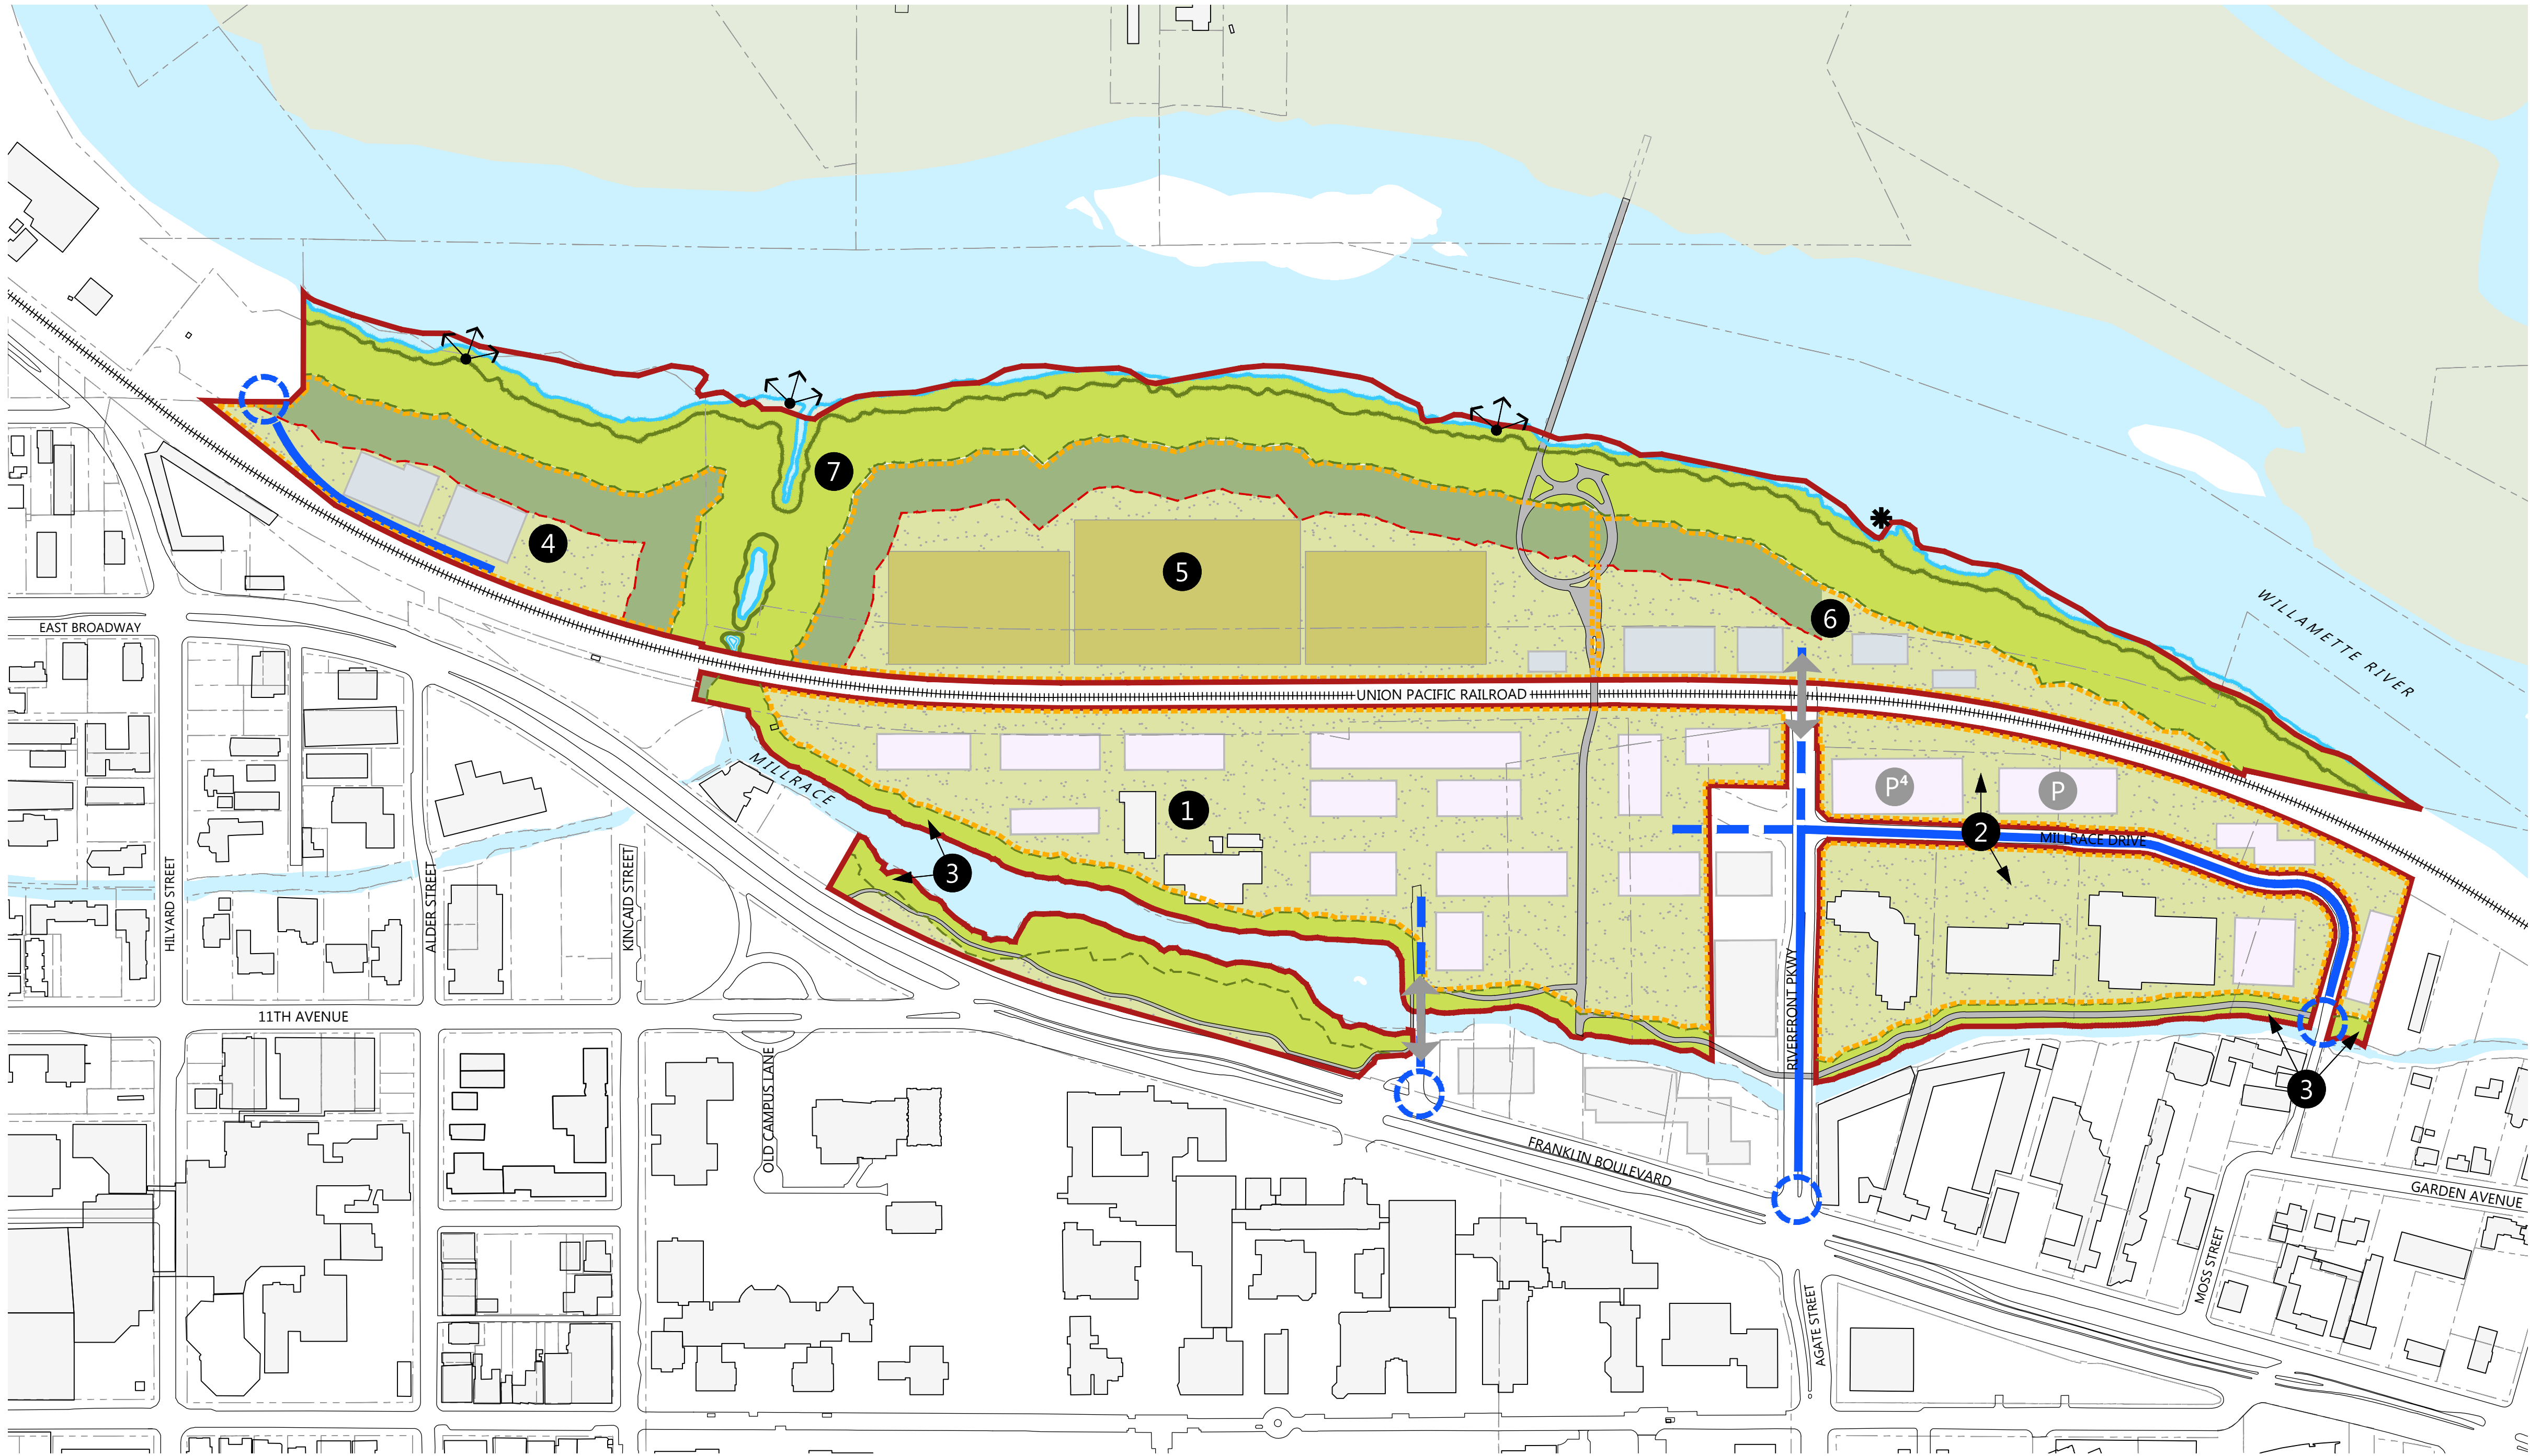 7
4
5
6
WILLAMETTE RIVER
EAST BROADWAY
UNION PACIFIC RAILROAD
MILLRACE
1
P⁴
P
2
MILLRACE DRIVE
3
HILYARD STREET
ALDER STREET
KINCAID STREET
RIVERFRONT PKWY
11TH AVENUE
OLD CAMPUS LANE
3
FRANKLIN BOULEVARD
GARDEN AVENUE
MOSS STREET
AGATE STREET